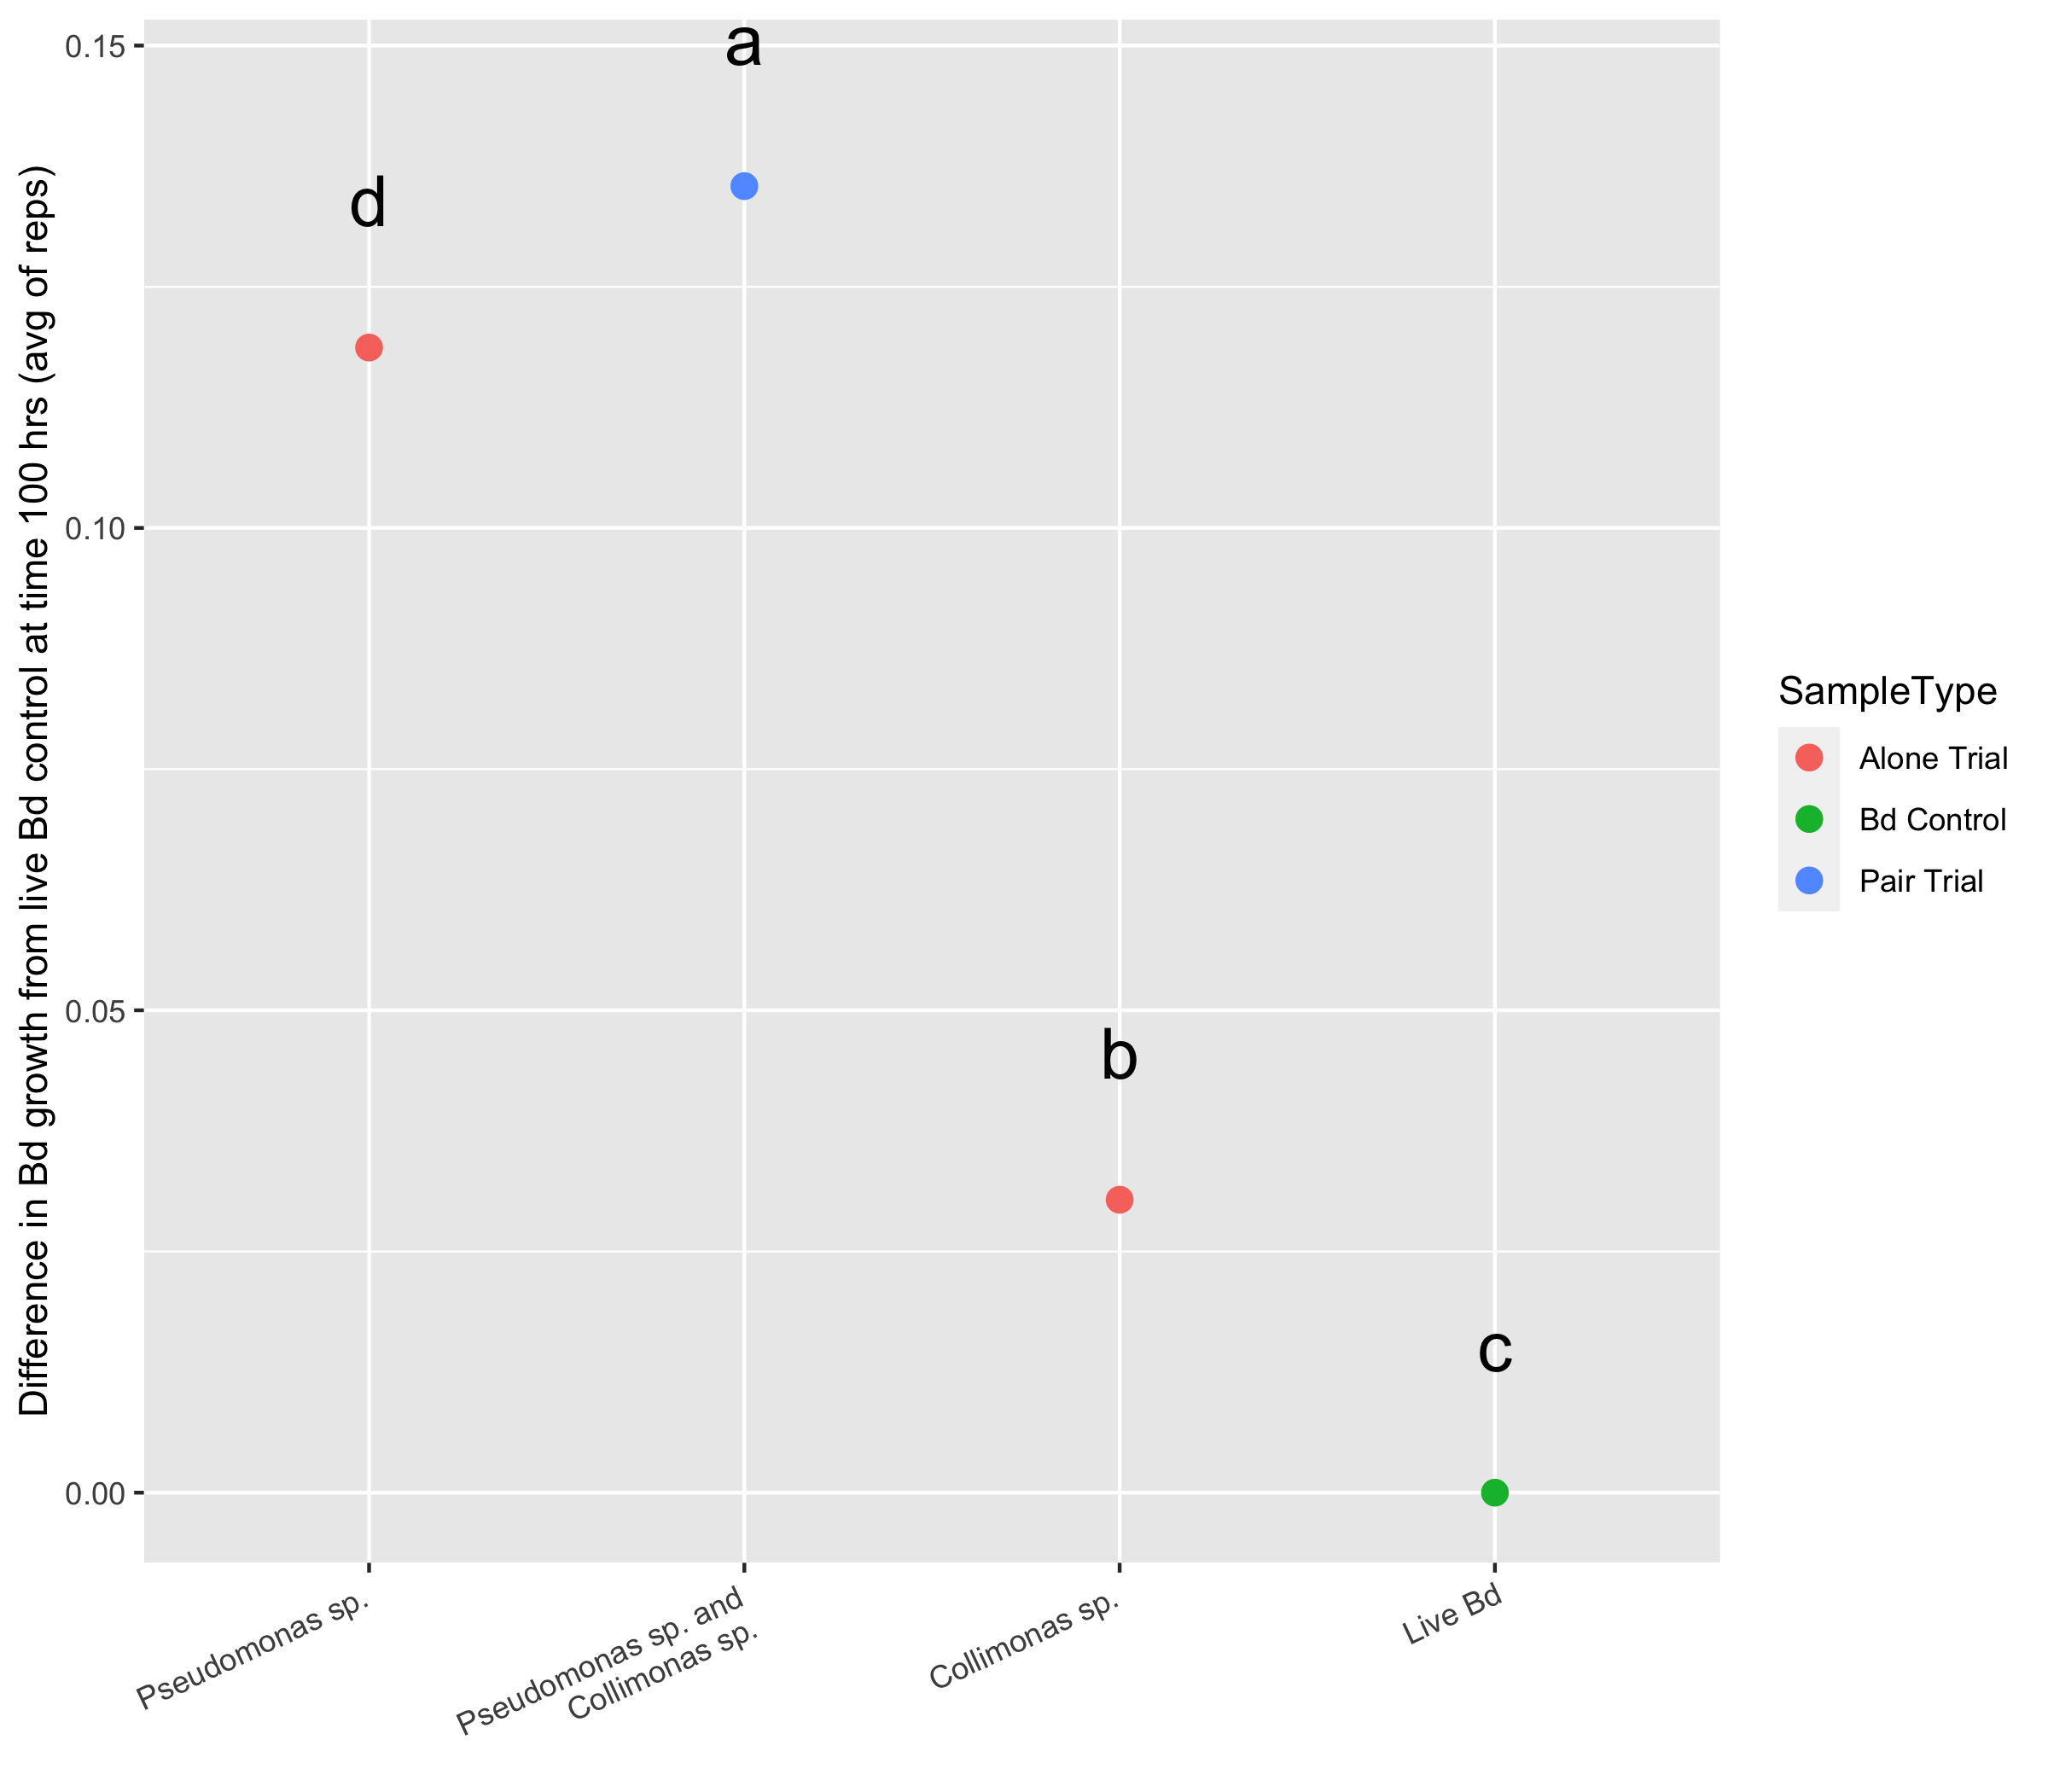 Difference in Bd growth from live Bd control at time 100 hrs (avg of reps)
0.15
0.10
0.05
0.00
d
a
b
c
Pseudomonas sp.
Pseudomonas sp. and
Collimonas sp.
Collimonas sp.
Live Bd
SampleType
Alone Trial
Bd Control
Pair Trial